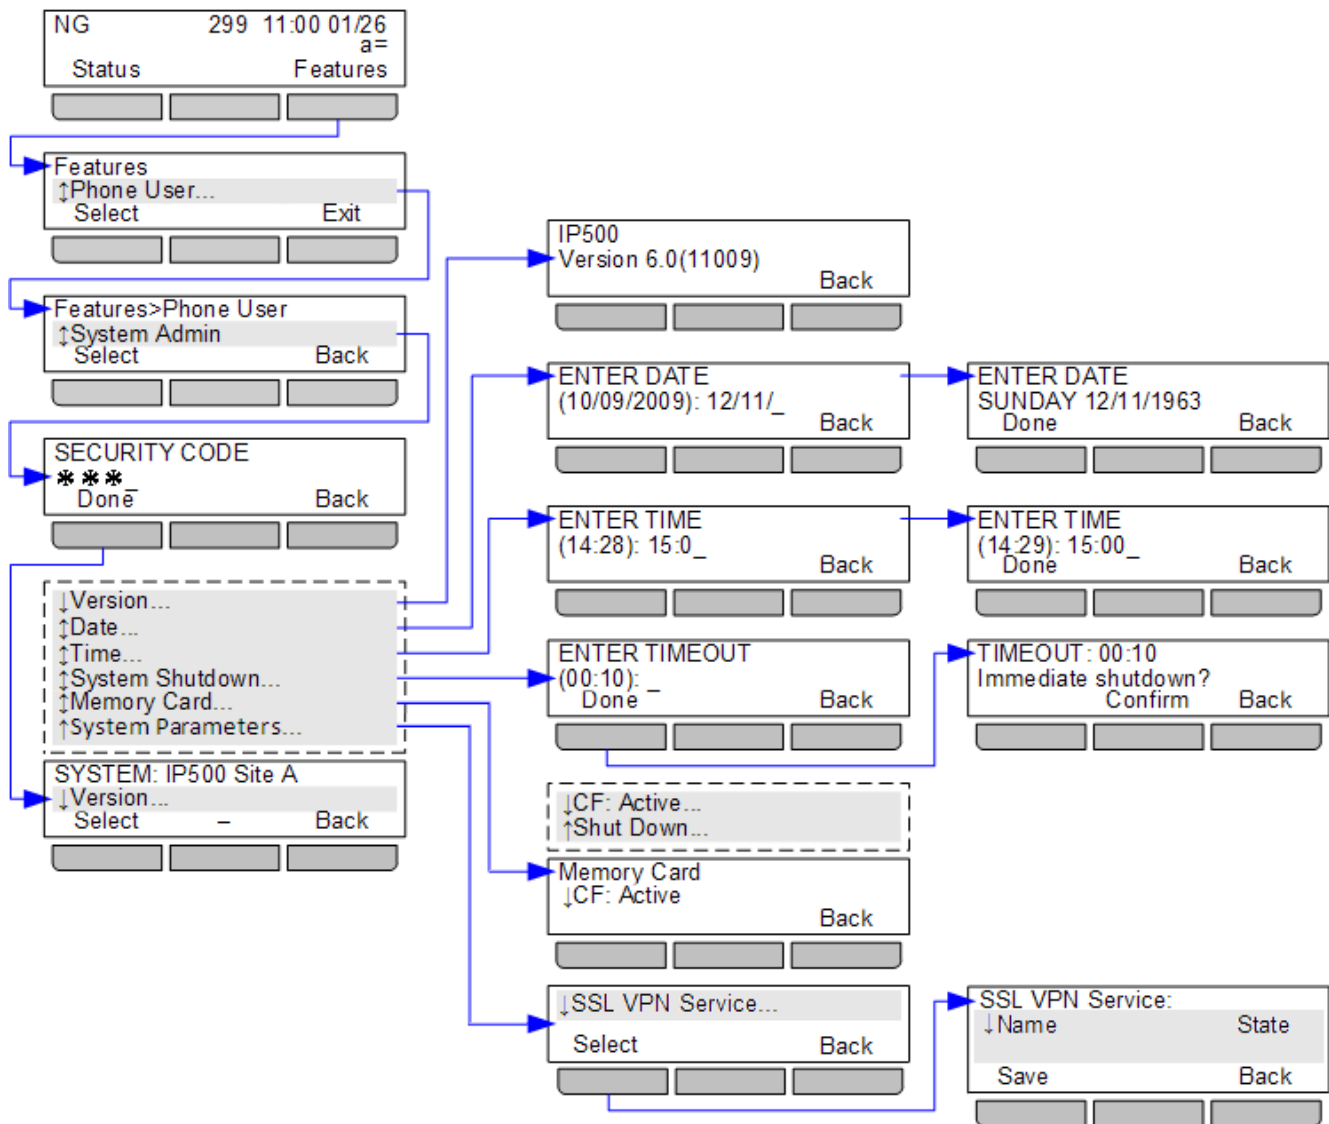 NG 299 11:00 01/26
a=
Status Features
Features
↕Phone User...
Select Exit
Features>Phone User
↕System Admin
Select Back
SECURITY CODE
***_
Done Back
↓Version...
↕Date...
↕Time...
↕System Shutdown...
↕Memory Card...
↑System Parameters...
SYSTEM: IP500 Site A
↓Version...
Select – Back
IP500
Version 6.0(11009)
Back
ENTER DATE
(10/09/2009): 12/11/_
Back
ENTER DATE
SUNDAY 12/11/1963
Done Back
ENTER TIME
(14:28): 15:0_
Back
ENTER TIME
(14:29): 15:00_
Done Back
ENTER TIMEOUT
(00:10): _
Done Back
TIMEOUT: 00:10
Immediate shutdown?
Confirm Back
↓CF: Active...
↑Shut Down...
Memory Card
↓CF: Active
Back
↓SSL VPN Service...
Select Back
SSL VPN Service:
↓Name State
Save Back